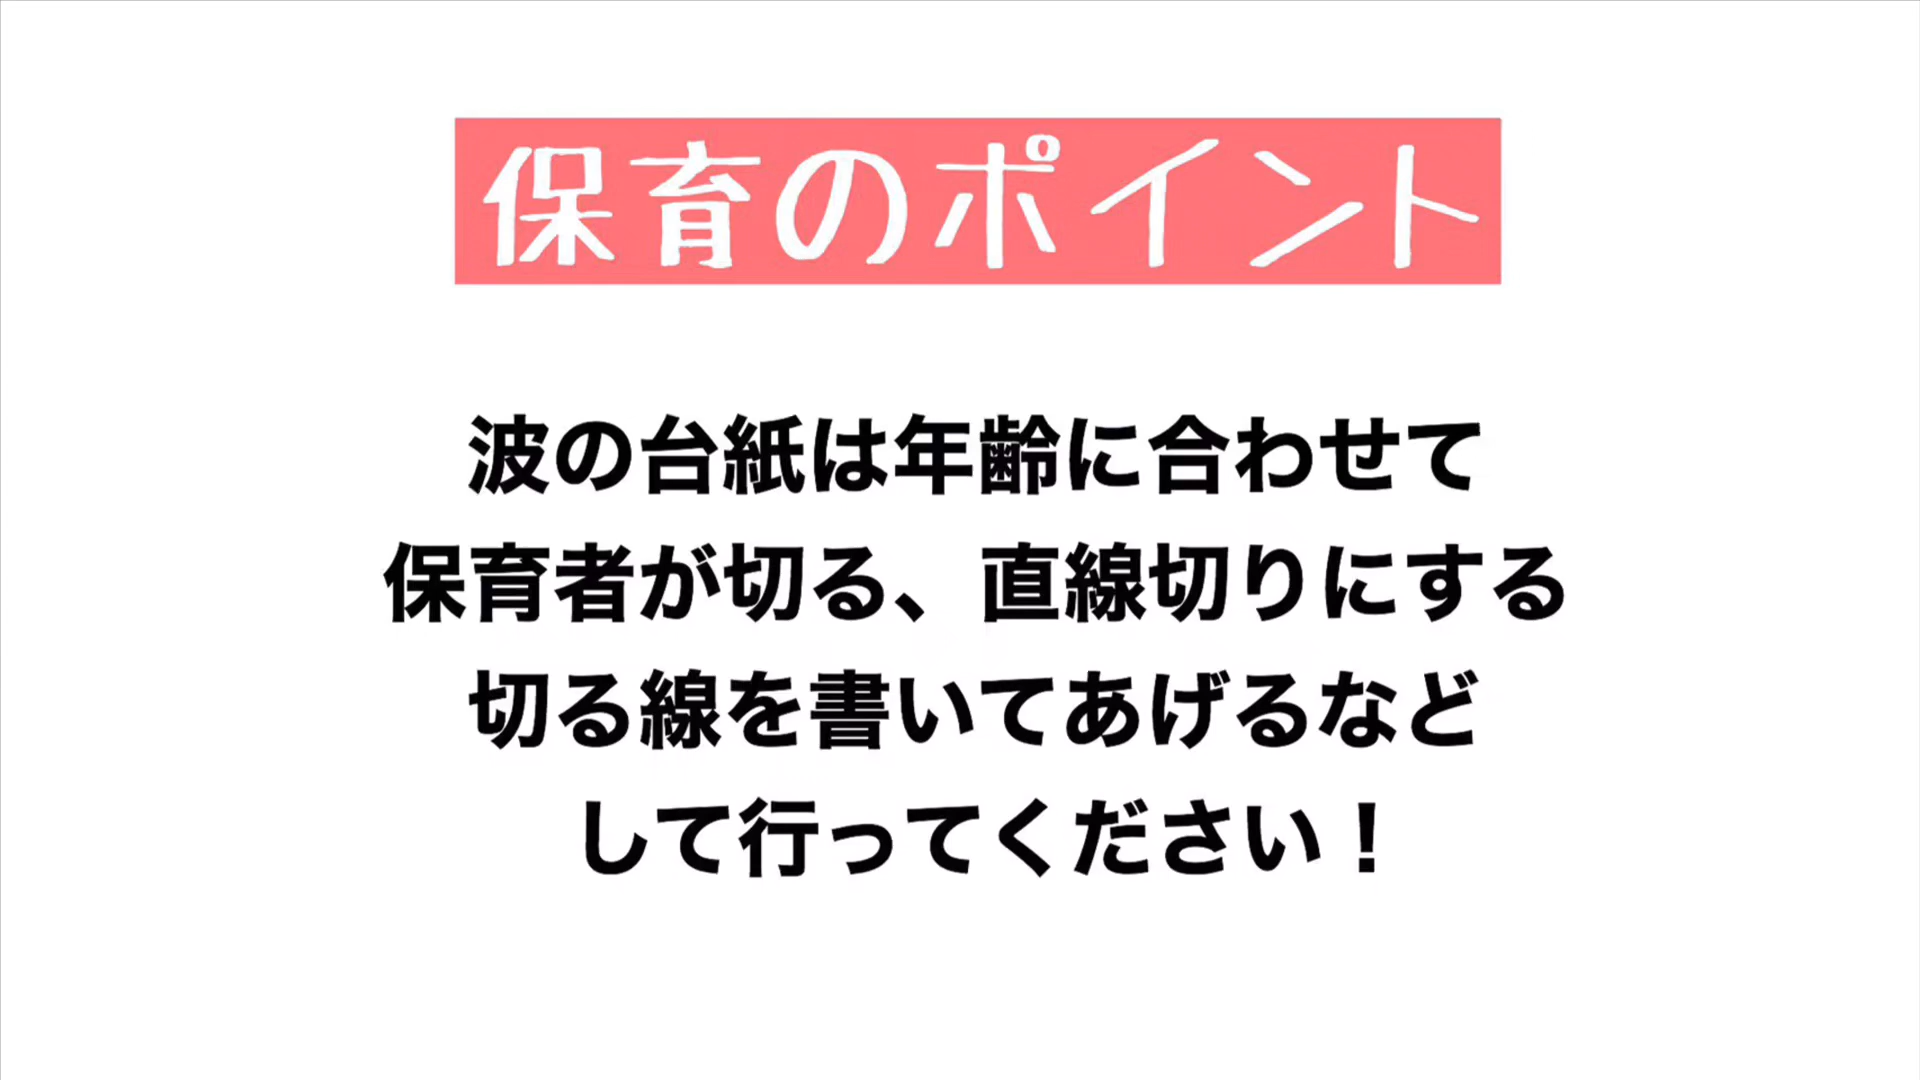 保育のポイント
波の台紙は年齢に合わせて
保育者が切る、直線切りにする
切る線を書いてあげるなど
して行ってください！